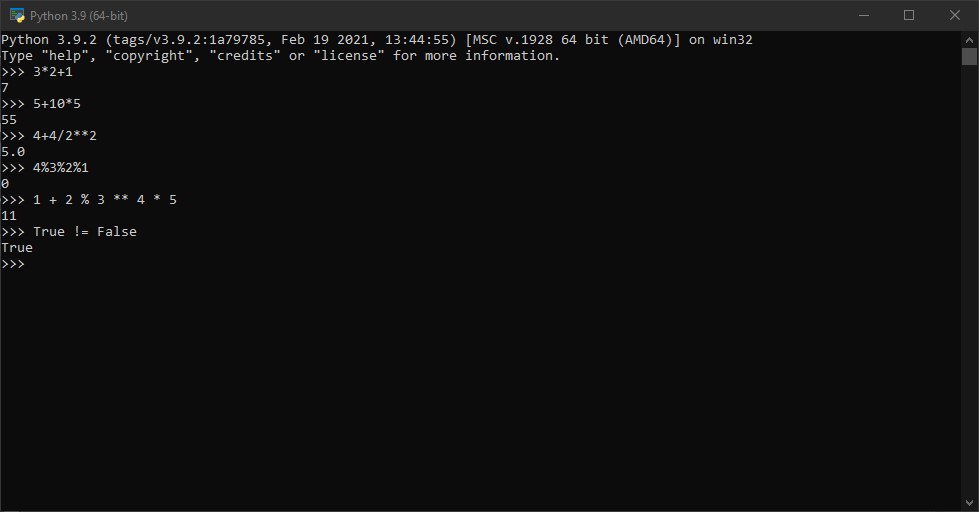 Python 3.9 (64-bit)
Python 3.9.2 (tags/v3.9.2:1a79785, Feb 19 2021, 13:44:55) [MSC v.1928 64 bit (AMD64)] on win32
Type "help", "copyright", "credits" or "license" for more information.
>>> 3*2+1
7
>>> 5+10*5
55
>>> 4+4/2**2
5.0
>>> 4%3%2%1
0
>>> 1 + 2 % 3 ** 4 * 5
11
>>> True != False
True
>>>